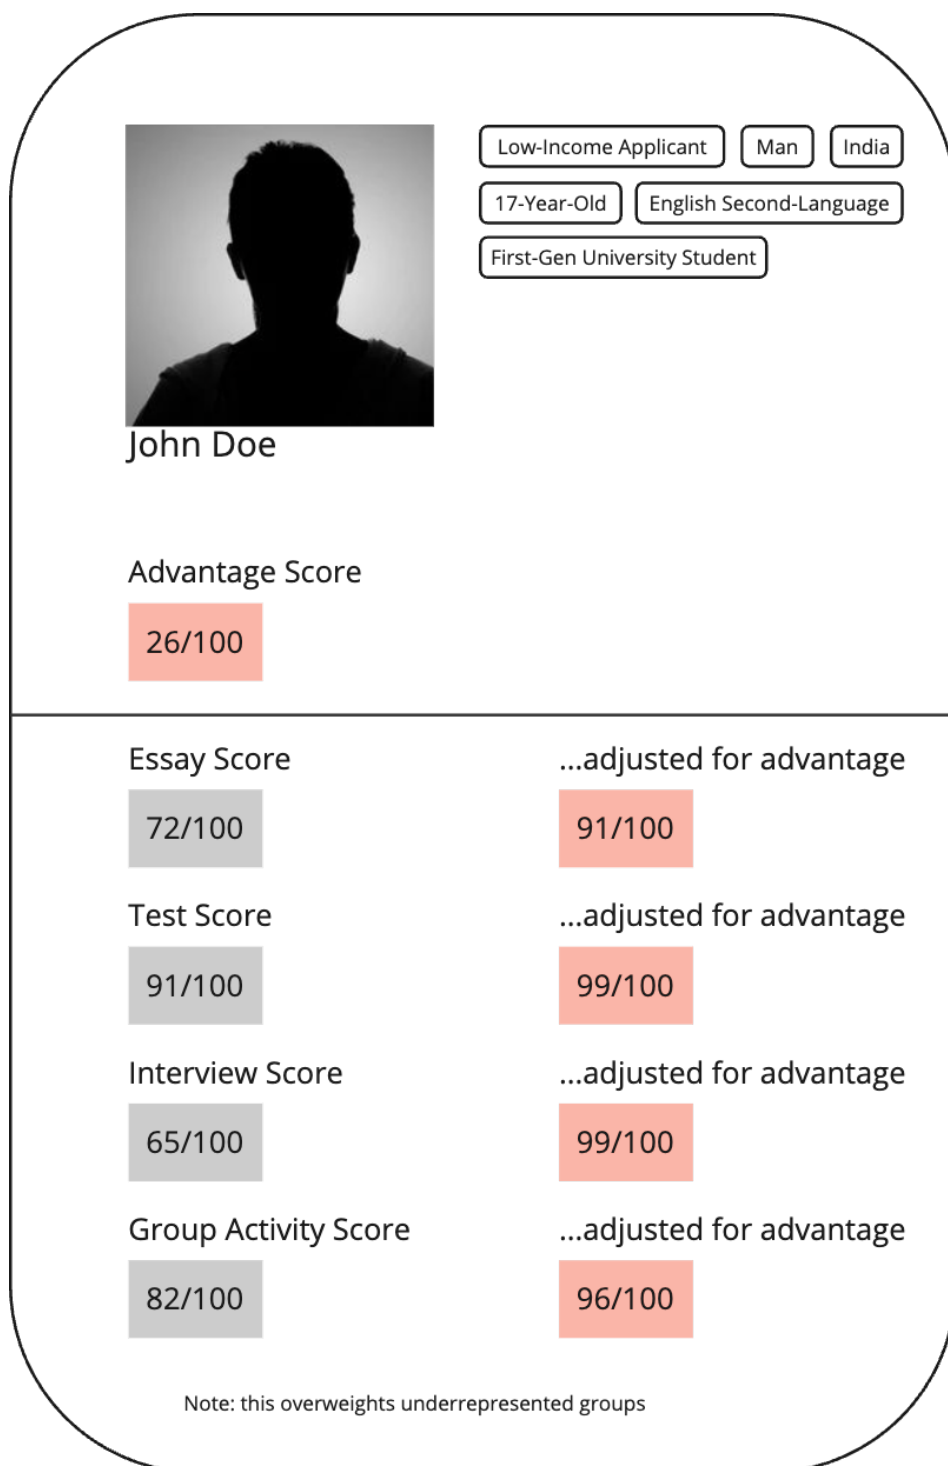 Low-Income Applicant Man India
17-Year-Old English Second-Language
First-Gen University Student
John Doe
Advantage Score
26/100
Essay Score ...adjusted for advantage
72/100 91/100
Test Score ...adjusted for advantage
91/100 99/100
Interview Score ...adjusted for advantage
65/100 99/100
Group Activity Score ...adjusted for advantage
82/100 96/100
Note: this overweights underrepresented groups